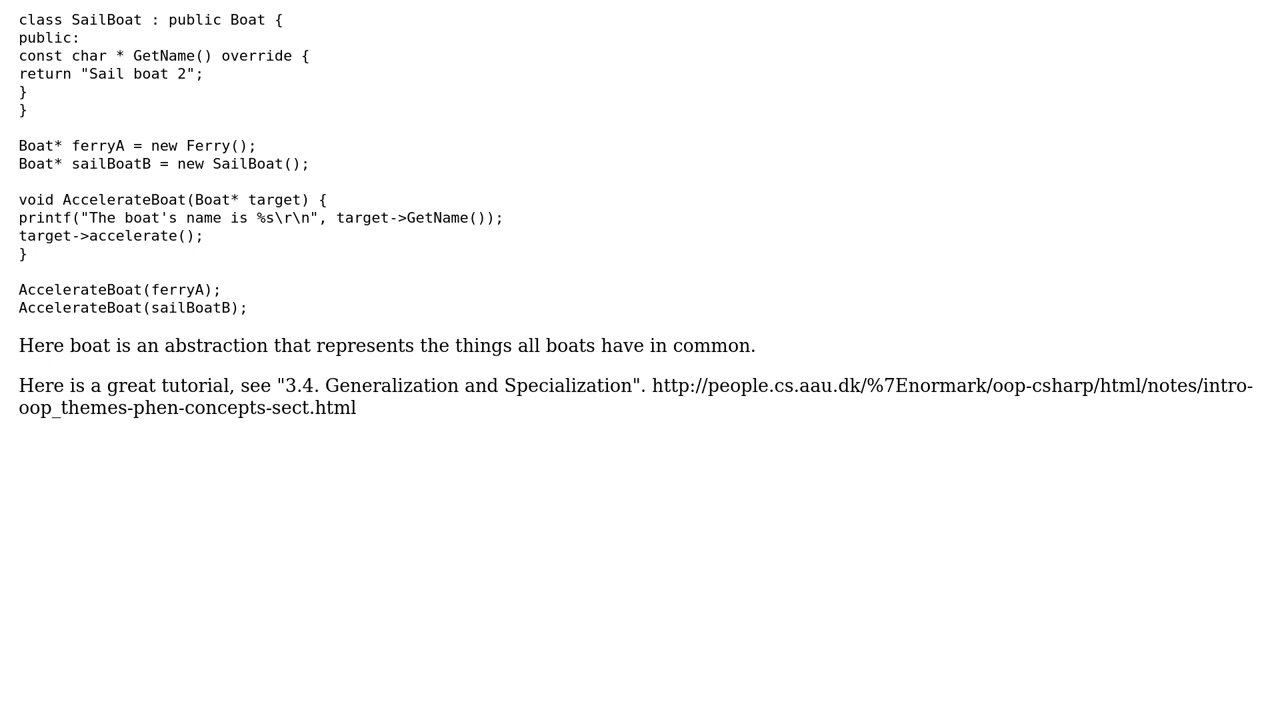 class SailBoat : public Boat {
public:
const char * GetName() override {
return "Sail boat 2";
}
}

Boat* ferryA = new Ferry();
Boat* sailBoatB = new SailBoat();

void AccelerateBoat(Boat* target) {
printf("The boat's name is %s\r\n", target->GetName());
target->accelerate();
}

AccelerateBoat(ferryA);
AccelerateBoat(sailBoatB);

Here boat is an abstraction that represents the things all boats have in common.

Here is a great tutorial, see "3.4. Generalization and Specialization". http://people.cs.aau.dk/%7Enormark/oop-csharp/html/notes/intro-
oop_themes-phen-concepts-sect.html